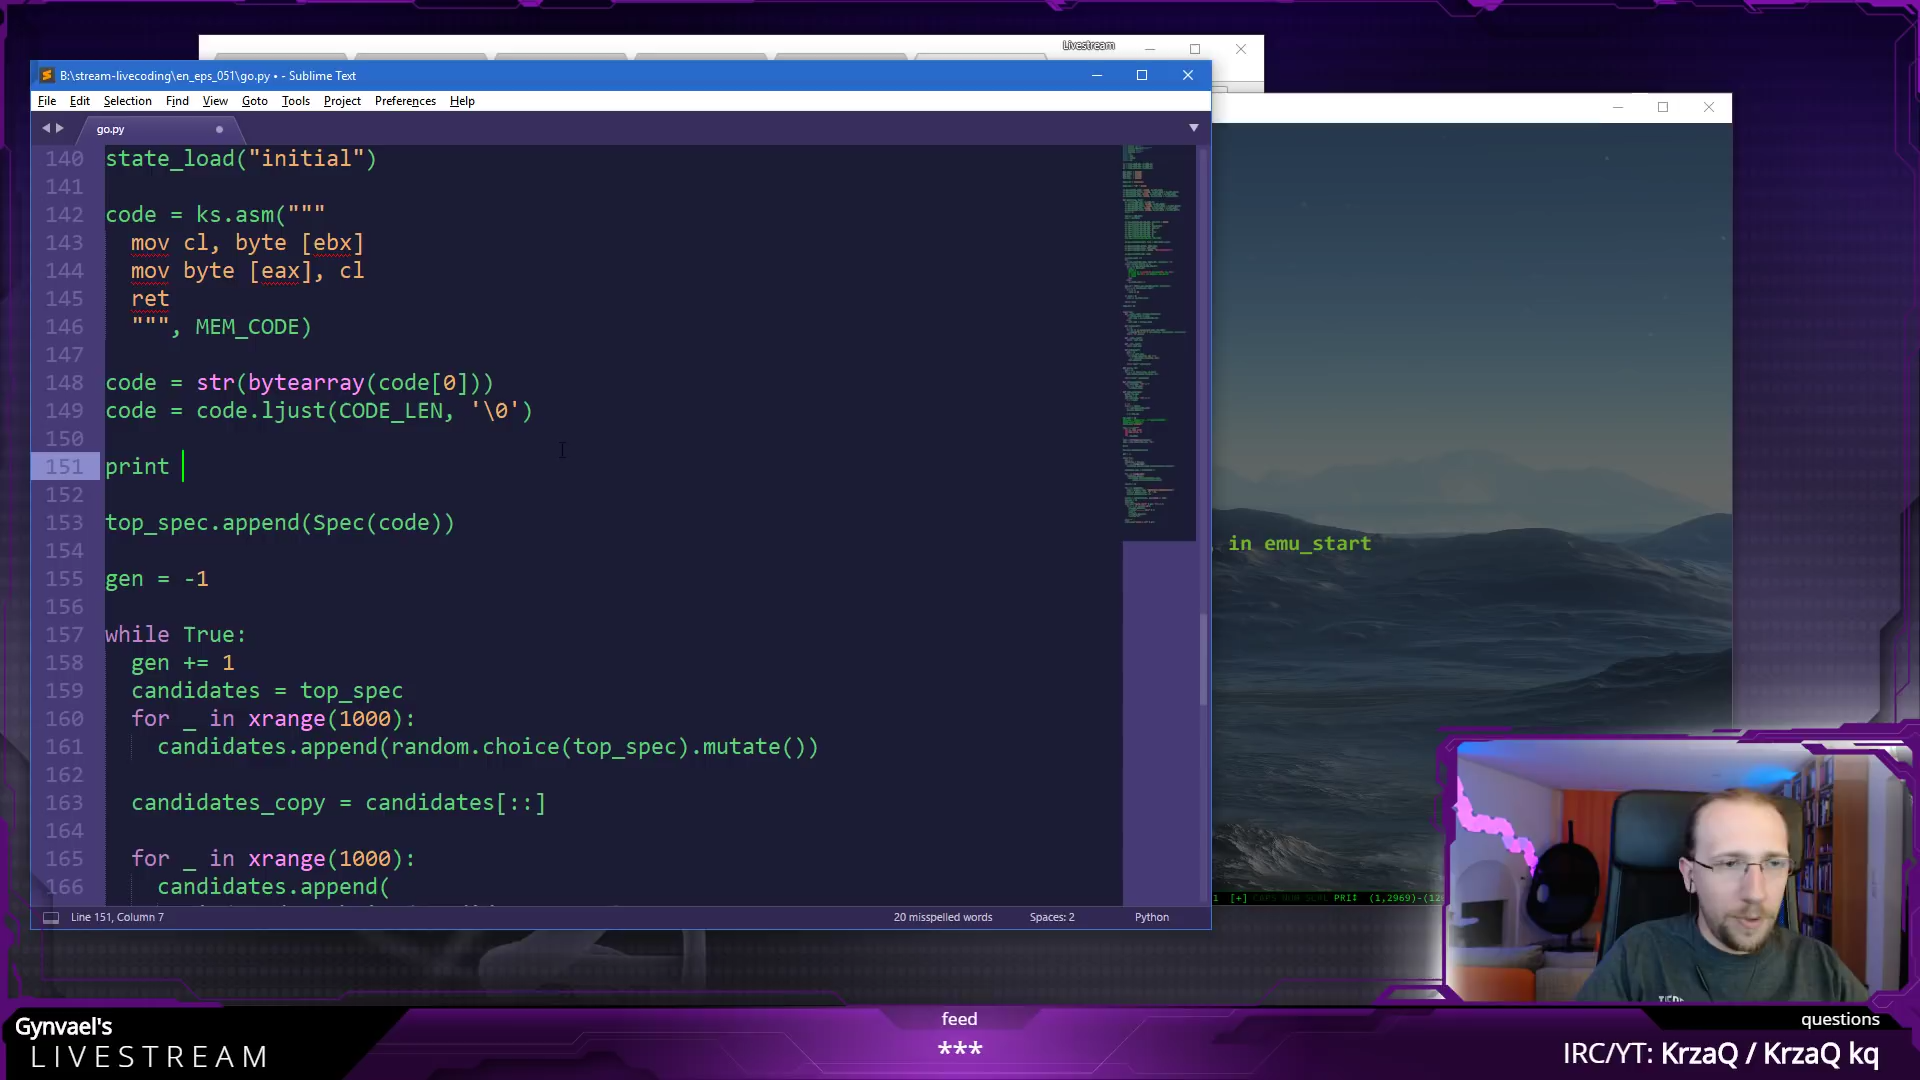 Livestream
B:\stream-livecoding\en_eps_051\go.py • - Sublime Text
File Edit Selection Find View Goto Tools Project Preferences Help
go.py
140 state_load("initial")
141
142 code = ks.asm("""
143 mov cl, byte [ebx]
144 mov byte [eax], cl
145 ret
146 """, MEM_CODE)
147
148 code = str(bytearray(code[0]))
149 code = code.ljust(CODE_LEN, '\0')
150
151 print
152
153 top_spec.append(Spec(code))
154
155 gen = -1
156
157 while True:
158 gen += 1
159 candidates = top_spec
160 for _ in xrange(1000):
161 candidates.append(random.choice(top_spec).mutate())
162
163 candidates_copy = candidates[::]
164
165 for _ in xrange(1000):
166 candidates.append(
, in emu_start
Line 151, Column 7
20 misspelled words
Spaces: 2
Python
Gynvael's
LIVESTREAM
feed
***
questions
IRC/YT: KrzaQ / KrzaQ kq